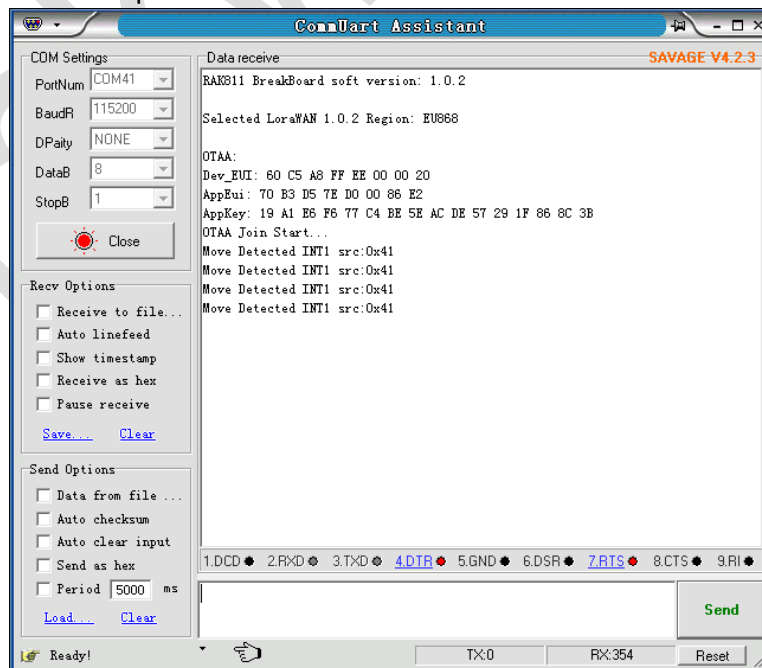 CommUart Assistant
COM Settings
PortNum COM41
BaudR 115200
DPaity NONE
DataB 8
StopB 1
Close
Recv Options
Receive to file...
Auto linefeed
Show timestamp
Receive as hex
Pause receive
Save... Clear
Send Options
Data from file ...
Auto checksum
Auto clear input
Send as hex
Period 5000 ms
Load... Clear
Data receive SAVAGE V4.2.3
RAK811 BreakBoard soft version: 1.0.2
Selected LoraWAN 1.0.2 Region: EU868
OTAA:
Dev_EUI: 60 C5 A8 FF EE 00 00 20
AppEui: 70 B3 D5 7E D0 00 86 E2
AppKey: 19 A1 E6 F6 77 C4 BE 5E AC DE 57 29 1F 86 8C 3B
OTAA Join Start...
Move Detected INT1 src:0x41
Move Detected INT1 src:0x41
Move Detected INT1 src:0x41
Move Detected INT1 src:0x41
1.DCD 2.RXD 3.TXD 4.DTR 5.GND 6.DSR 7.RTS 8.CTS 9.RI
Send
Ready! TX:0 RX:354 Reset